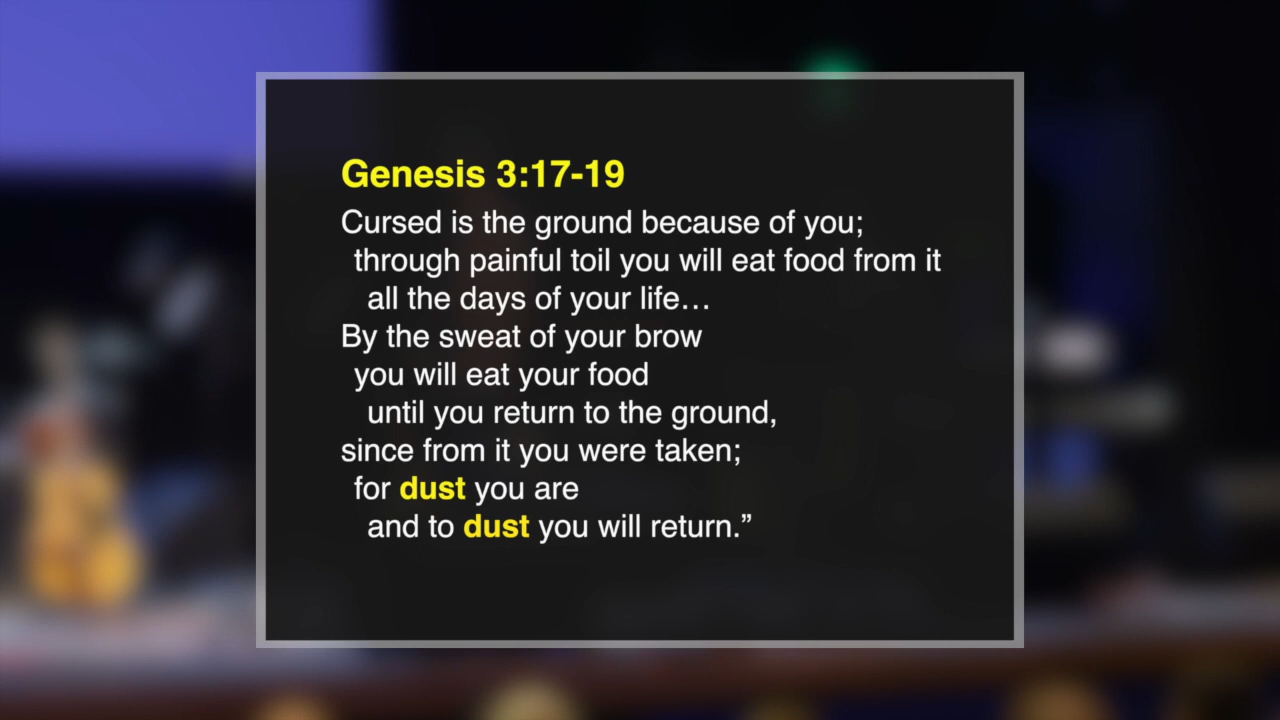 Genesis 3:17-19
Cursed is the ground because of you;
through painful toil you will eat food from it
all the days of your life…
By the sweat of your brow
you will eat your food
until you return to the ground,
since from it you were taken;
for dust you are
and to dust you will return.”